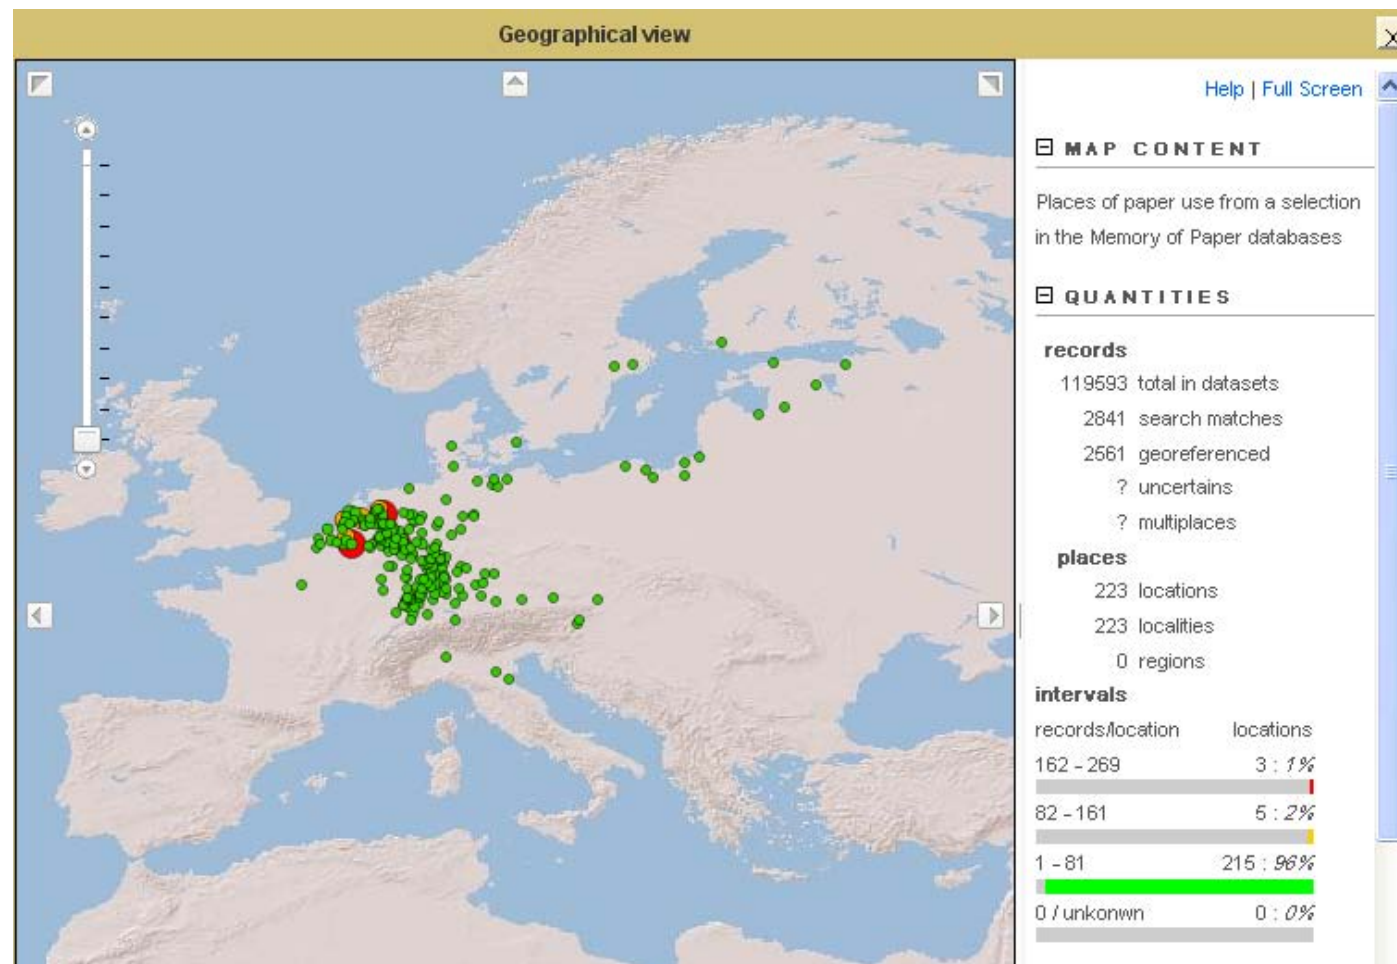 Geographical view
Help | Full Screen
MAP CONTENT
Places of paper use from a selection
in the Memory of Paper databases
QUANTITIES
records
119593 total in datasets
2841 search matches
2561 georeferenced
? uncertains
? multiplaces
places
223 locations
223 localities
0 regions
intervals
records/location locations
162 - 269 3 : 1%
82 - 161 5 : 2%
1 - 81 215 : 96%
0 / unkonwn 0 : 0%